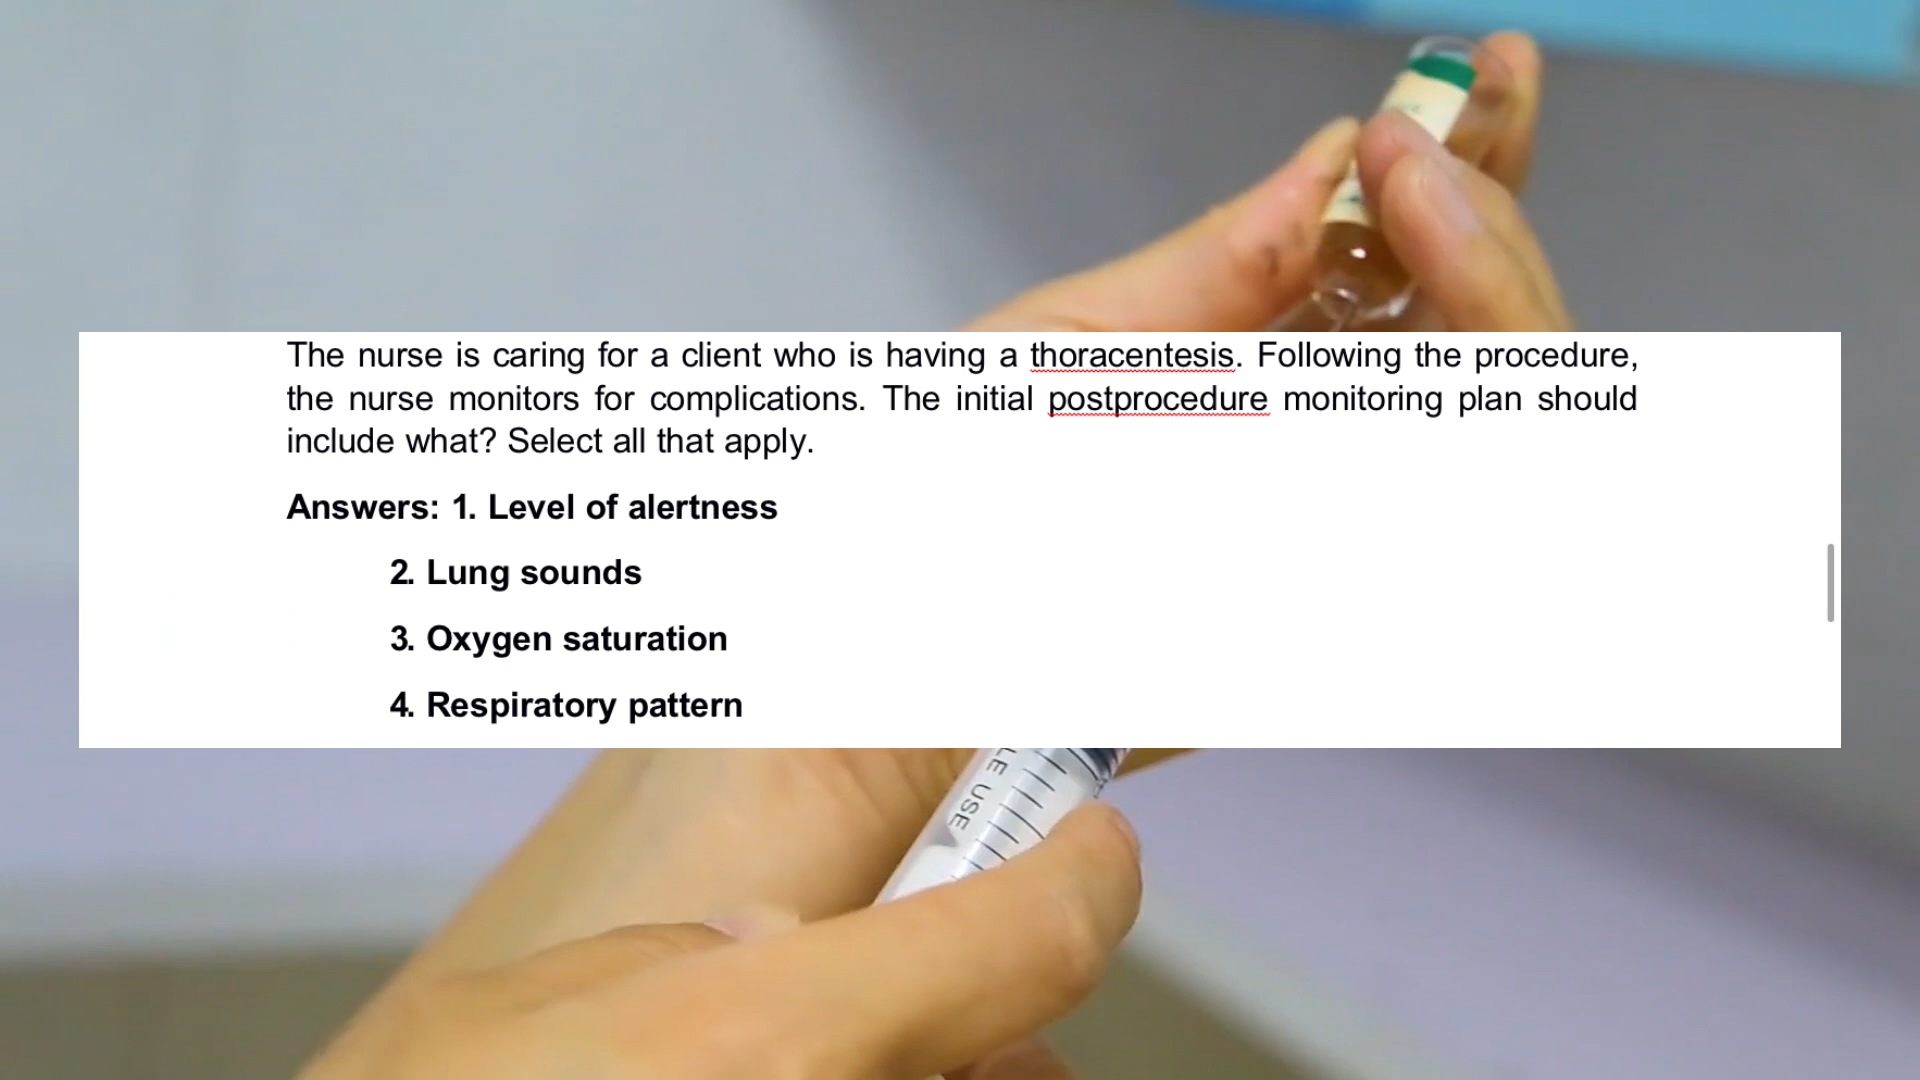 The nurse is caring for a client who is having a thoracentesis. Following the procedure,
the nurse monitors for complications. The initial postprocedure monitoring plan should
include what? Select all that apply.
Answers: 1. Level of alertness
2. Lung sounds
3. Oxygen saturation
4. Respiratory pattern
LE USE